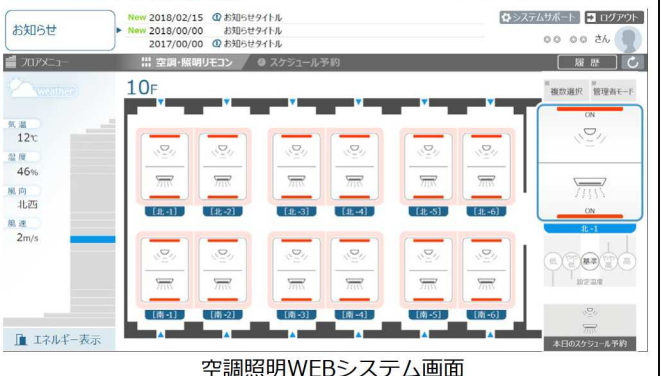 お知らせ
New 2018/02/15 お知らせタイトル
New 2018/00/00 お知らせタイトル
2017/00/00 お知らせタイトル
システムサポート ログアウト
○○ ○○ さん
フロアメニュー 空調・照明リモコン スケジュール予約 履歴
weather
気温
12℃
湿度
46%
風向
北西
風速
2m/s
エネルギー表示
10F
[北-1] [北-2] [北-3] [北-4] [北-5] [北-6]
[南-1] [南-2] [南-3] [南-4] [南-5] [南-6]
複数選択 管理者モード
ON
ON
北-1
低 基準 高
設定温度
本日のスケジュール予約
空調照明WEBシステム画面